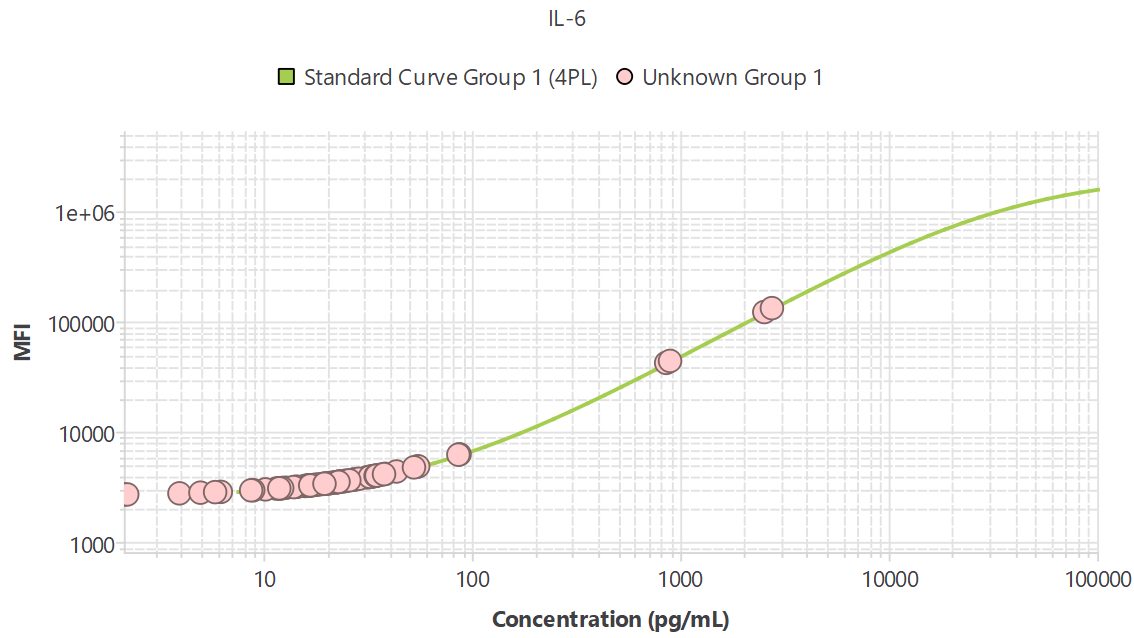 IL-6
Standard Curve Group 1 (4PL) Unknown Group 1
1e+06
100000
10000
1000
MFI
10 100 1000 10000 100000
Concentration (pg/mL)